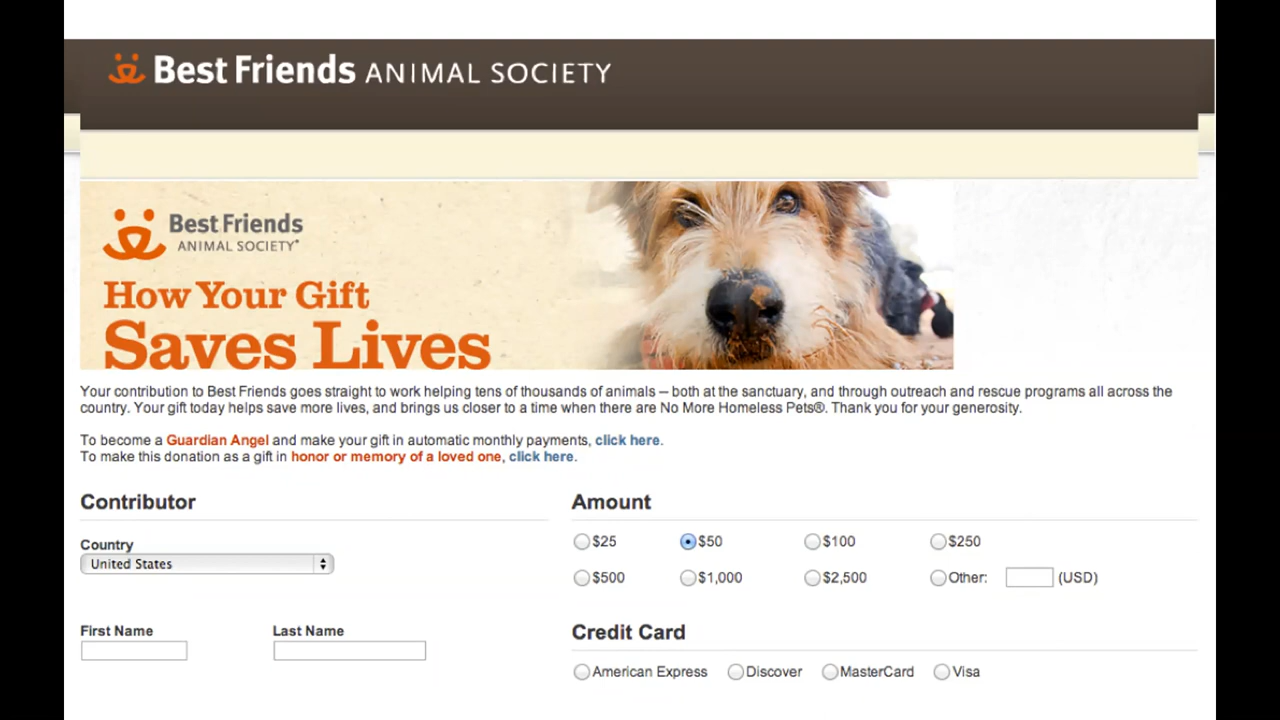 Best Friends ANIMAL SOCIETY
Best Friends
ANIMAL SOCIETY
How Your Gift
Saves Lives
Your contribution to Best Friends goes straight to work helping tens of thousands of animals — both at the sanctuary, and through outreach and rescue programs all across the
country. Your gift today helps save more lives, and brings us closer to a time when there are No More Homeless Pets®. Thank you for your generosity.
To become a Guardian Angel and make your gift in automatic monthly payments, click here.
To make this donation as a gift in honor or memory of a loved one, click here.
Contributor
Country
United States
First Name Last Name
Amount
$25 $50 $100 $250
$500 $1,000 $2,500 Other: (USD)
Credit Card
American Express Discover MasterCard Visa